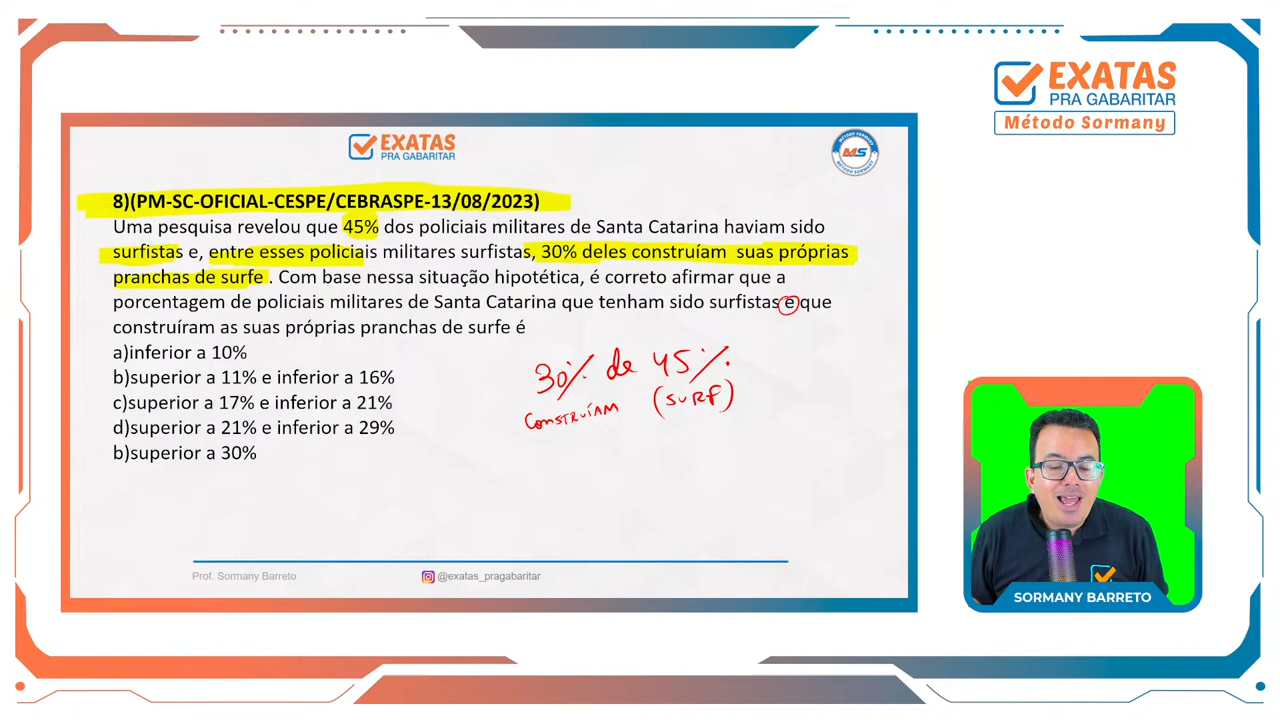 EXATAS
PRA GABARITAR
Método Sormany
EXATAS
PRA GABARITAR
MÉTODO SORMANY
MS
MÉTODO SORMANY
8)(PM-SC-OFICIAL-CESPE/CEBRASPE-13/08/2023)
Uma pesquisa revelou que 45% dos policiais militares de Santa Catarina haviam sido
surfistas e, entre esses policiais militares surfistas, 30% deles construíam suas próprias
pranchas de surfe . Com base nessa situação hipotética, é correto afirmar que a
porcentagem de policiais militares de Santa Catarina que tenham sido surfistas e que
construíram as suas próprias pranchas de surfe é
a)inferior a 10%
b)superior a 11% e inferior a 16%
c)superior a 17% e inferior a 21%
d)superior a 21% e inferior a 29%
b)superior a 30%
30% de 45%
CONSTRUÍAM (SURF)
Prof. Sormany Barreto
@exatas_pragabaritar
SORMANY BARRETO